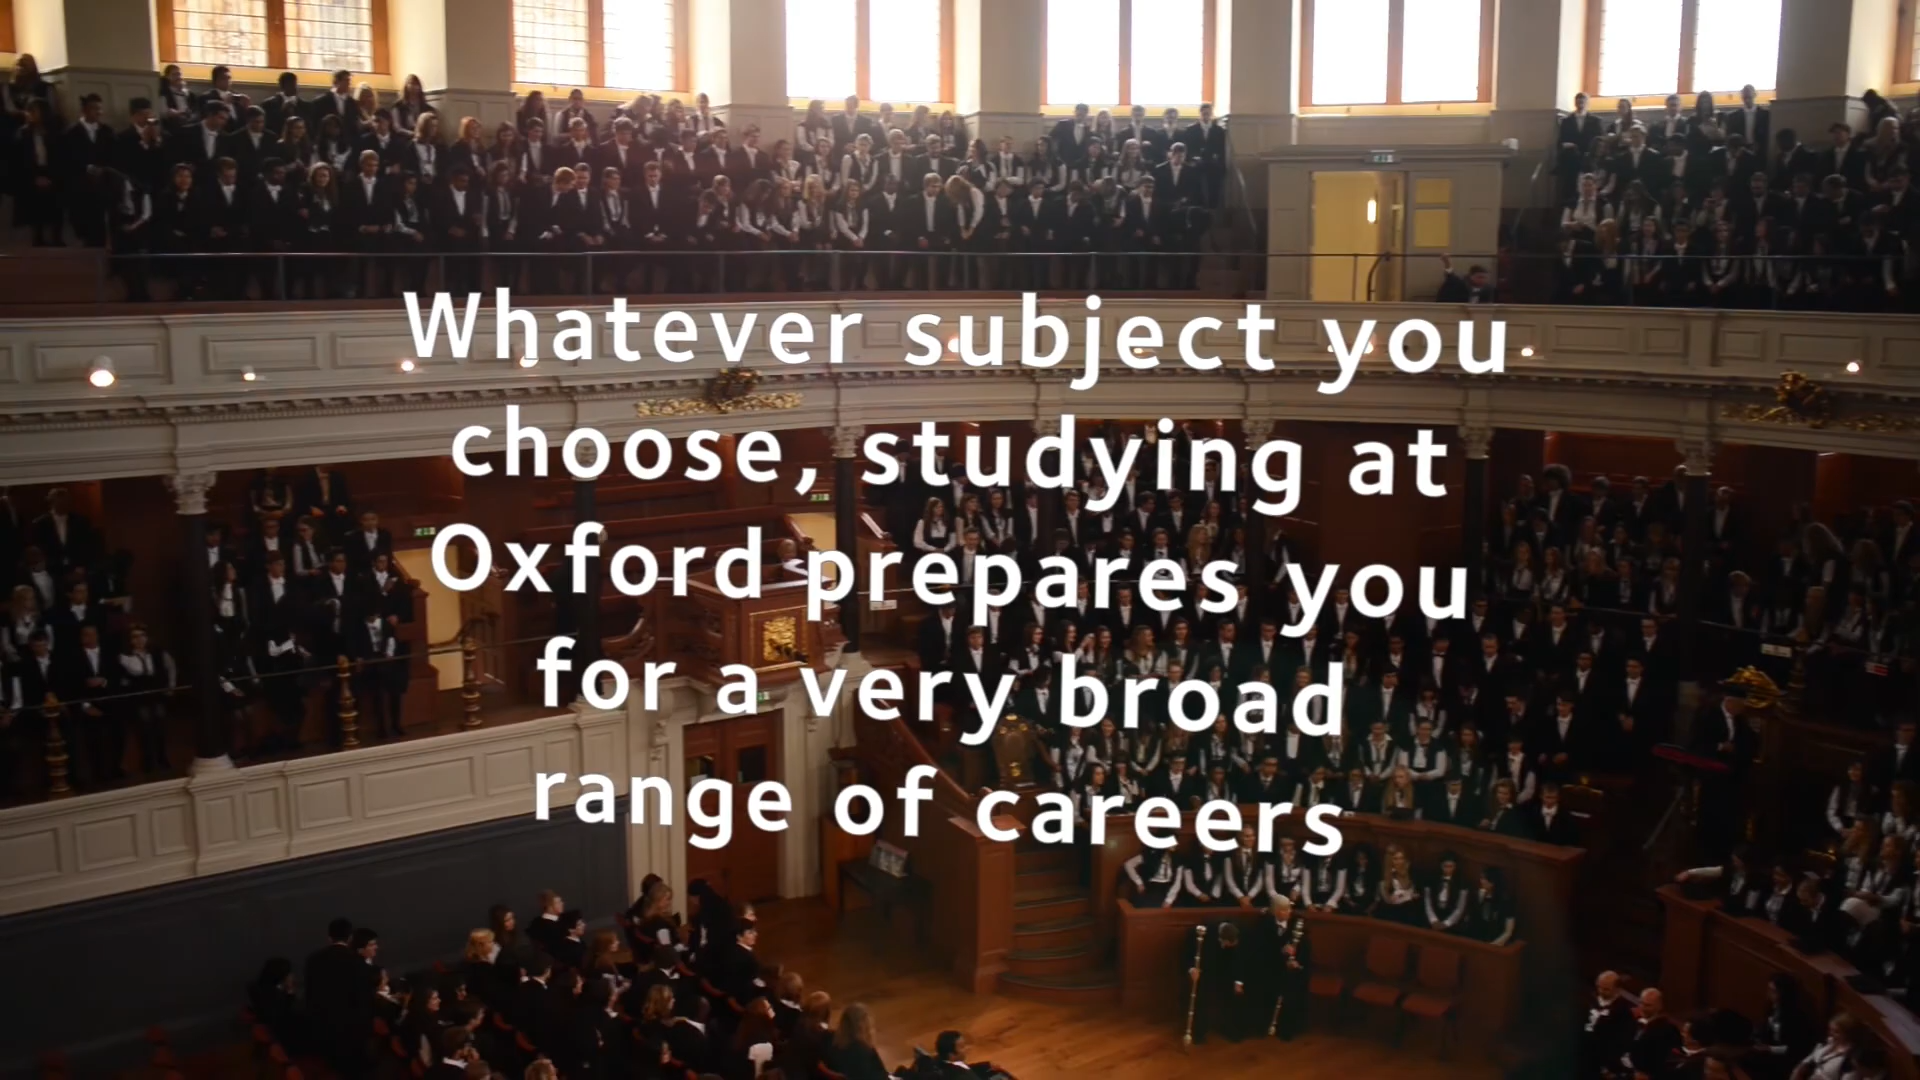 Whatever subject you
choose, studying at
Oxford prepares you
for a very broad
range of careers